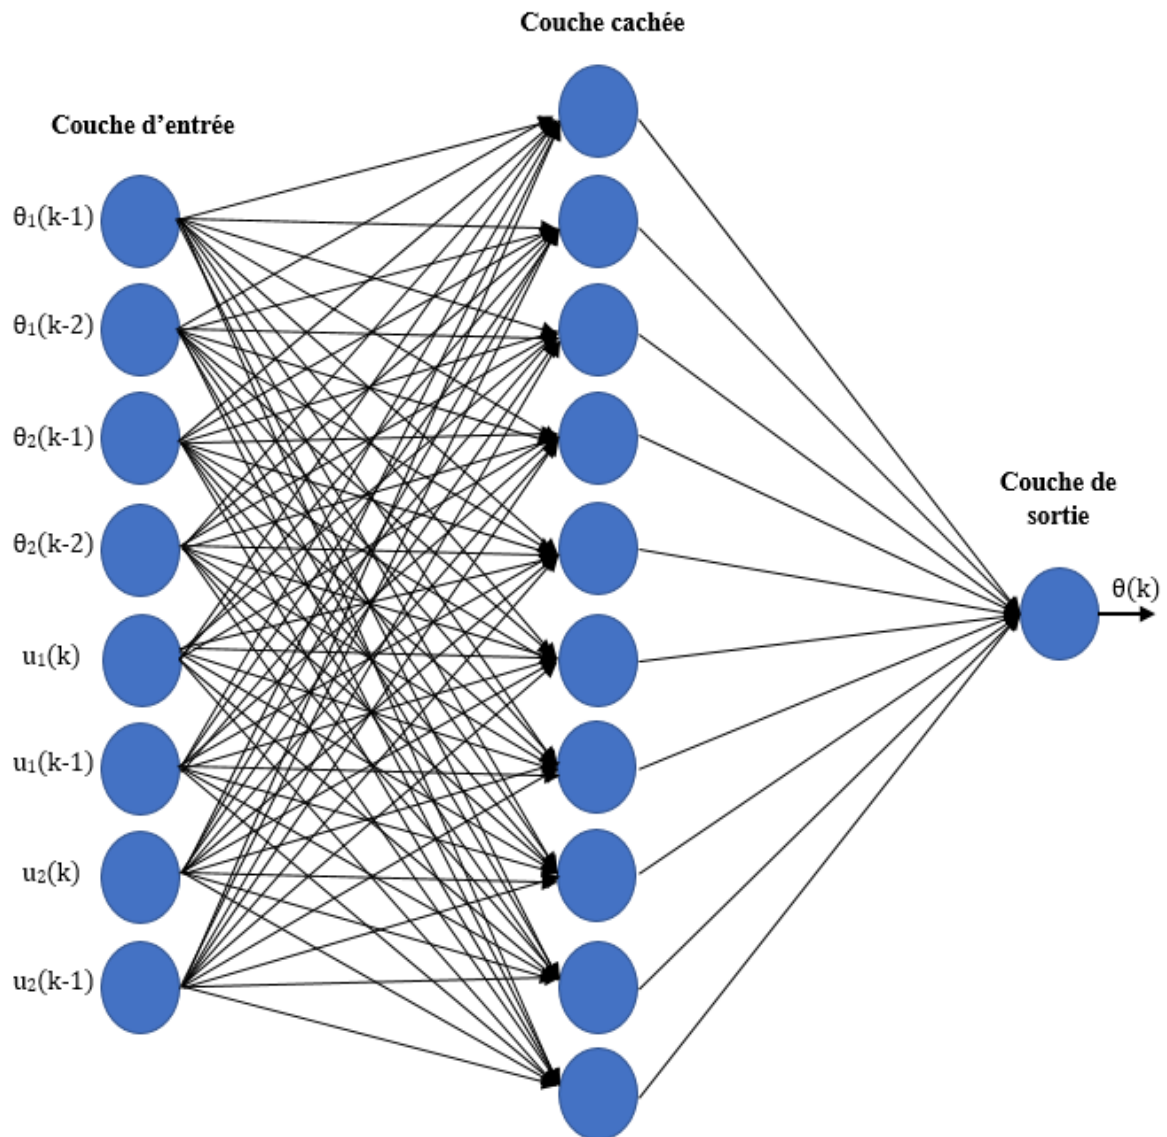 Couche cachée
Couche d’entrée
θ₁(k-1)
θ₁(k-2)
θ₂(k-1)
θ₂(k-2)
u₁(k)
u₁(k-1)
u₂(k)
u₂(k-1)
Couche de
sortie
θ(k)